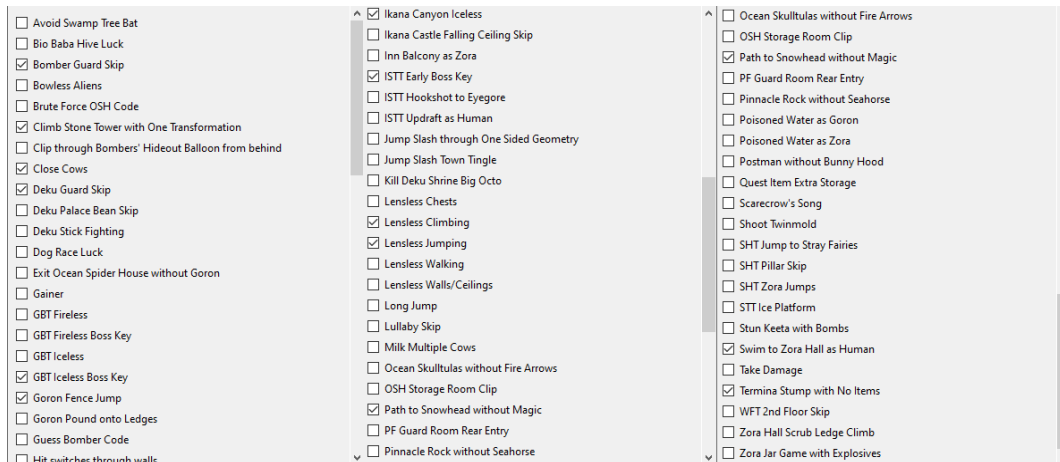 Avoid Swamp Tree Bat
Bio Baba Hive Luck
Bomber Guard Skip
Bowless Aliens
Brute Force OSH Code
Climb Stone Tower with One Transformation
Clip through Bombers' Hideout Balloon from behind
Close Cows
Deku Guard Skip
Deku Palace Bean Skip
Deku Stick Fighting
Dog Race Luck
Exit Ocean Spider House without Goron
Gainer
GBT Fireless
GBT Fireless Boss Key
GBT Iceless
GBT Iceless Boss Key
Goron Fence Jump
Goron Pound onto Ledges
Guess Bomber Code
Hit switches through walls
Ikana Canyon Iceless
Ikana Castle Falling Ceiling Skip
Inn Balcony as Zora
ISTT Early Boss Key
ISTT Hookshot to Eyegore
ISTT Updraft as Human
Jump Slash through One Sided Geometry
Jump Slash Town Tingle
Kill Deku Shrine Big Octo
Lensless Chests
Lensless Climbing
Lensless Jumping
Lensless Walking
Lensless Walls/Ceilings
Long Jump
Lullaby Skip
Milk Multiple Cows
Ocean Skulltulas without Fire Arrows
OSH Storage Room Clip
Path to Snowhead without Magic
PF Guard Room Rear Entry
Pinnacle Rock without Seahorse
Ocean Skulltulas without Fire Arrows
OSH Storage Room Clip
Path to Snowhead without Magic
PF Guard Room Rear Entry
Pinnacle Rock without Seahorse
Poisoned Water as Goron
Poisoned Water as Zora
Postman without Bunny Hood
Quest Item Extra Storage
Scarecrow's Song
Shoot Twinmold
SHT Jump to Stray Fairies
SHT Pillar Skip
SHT Zora Jumps
STT Ice Platform
Stun Keeta with Bombs
Swim to Zora Hall as Human
Take Damage
Termina Stump with No Items
WFT 2nd Floor Skip
Zora Hall Scrub Ledge Climb
Zora Jar Game with Explosives